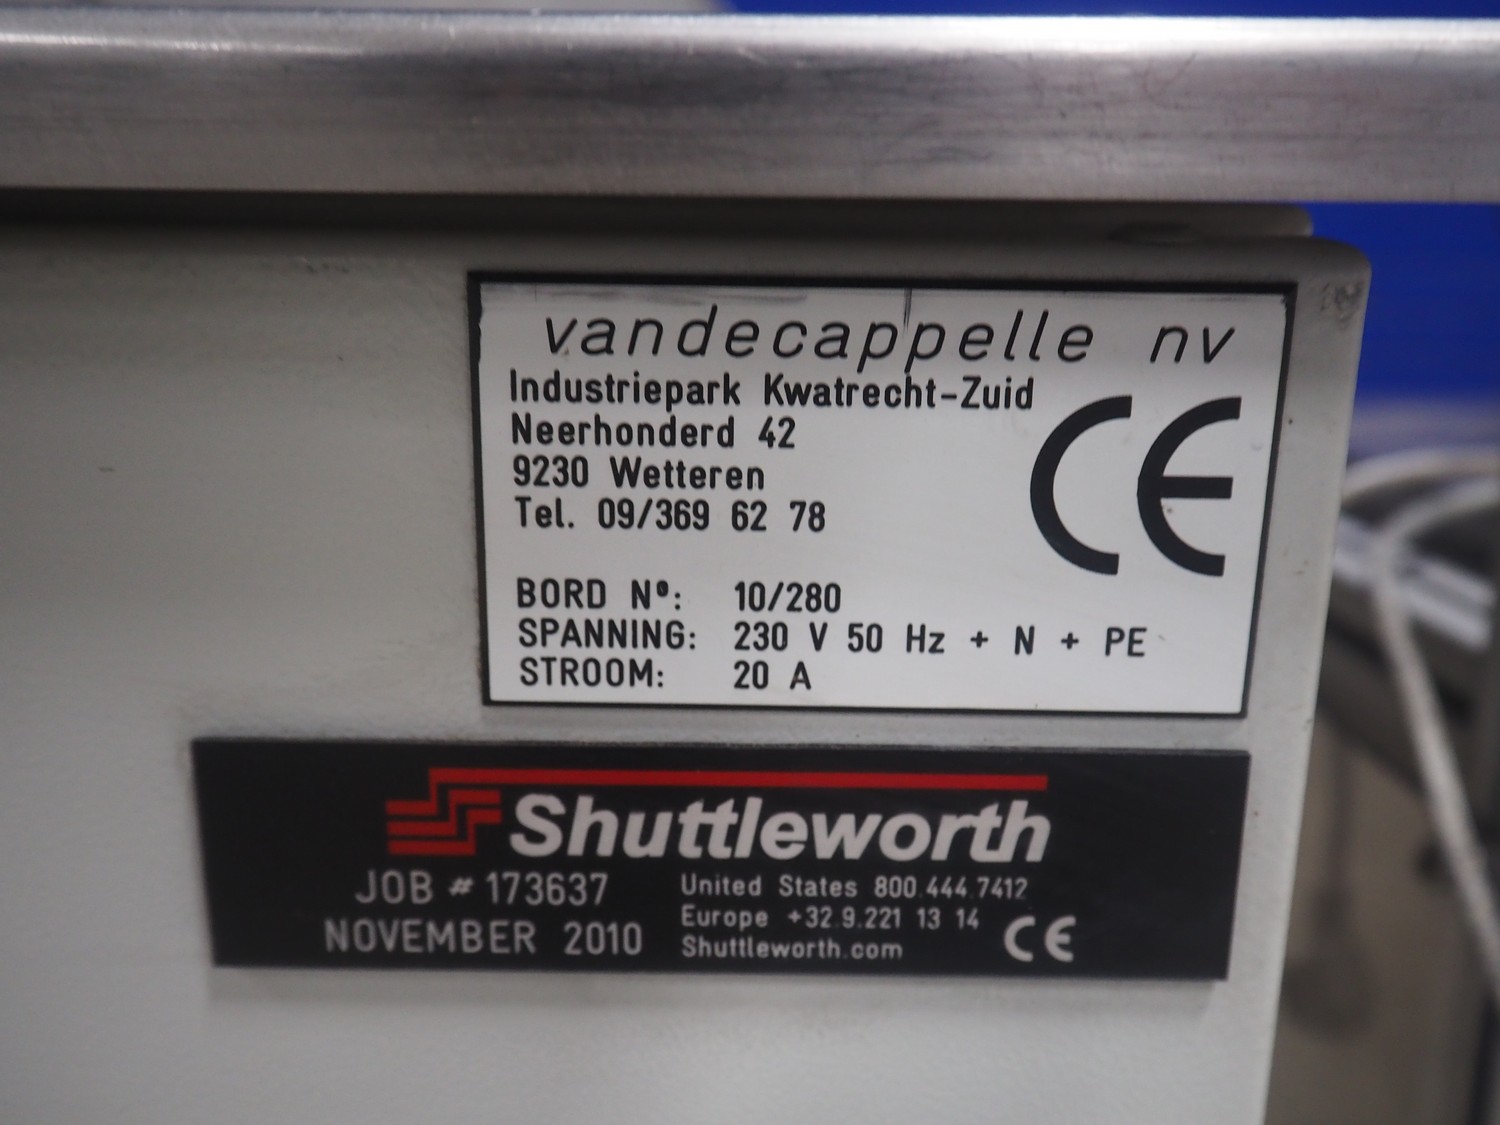 vandecappelle nv
Industriepark Kwatrecht-Zuid
Neerhonderd 42
9230 Wetteren
Tel. 09/369 62 78
CE
BORD Nº: 10/280
SPANNING: 230 V 50 Hz + N + PE
STROOM: 20 A
Shuttleworth
JOB # 173637
NOVEMBER 2010
United States 800.444.7412
Europe +32.9.221 13 14
Shuttleworth.com
CE